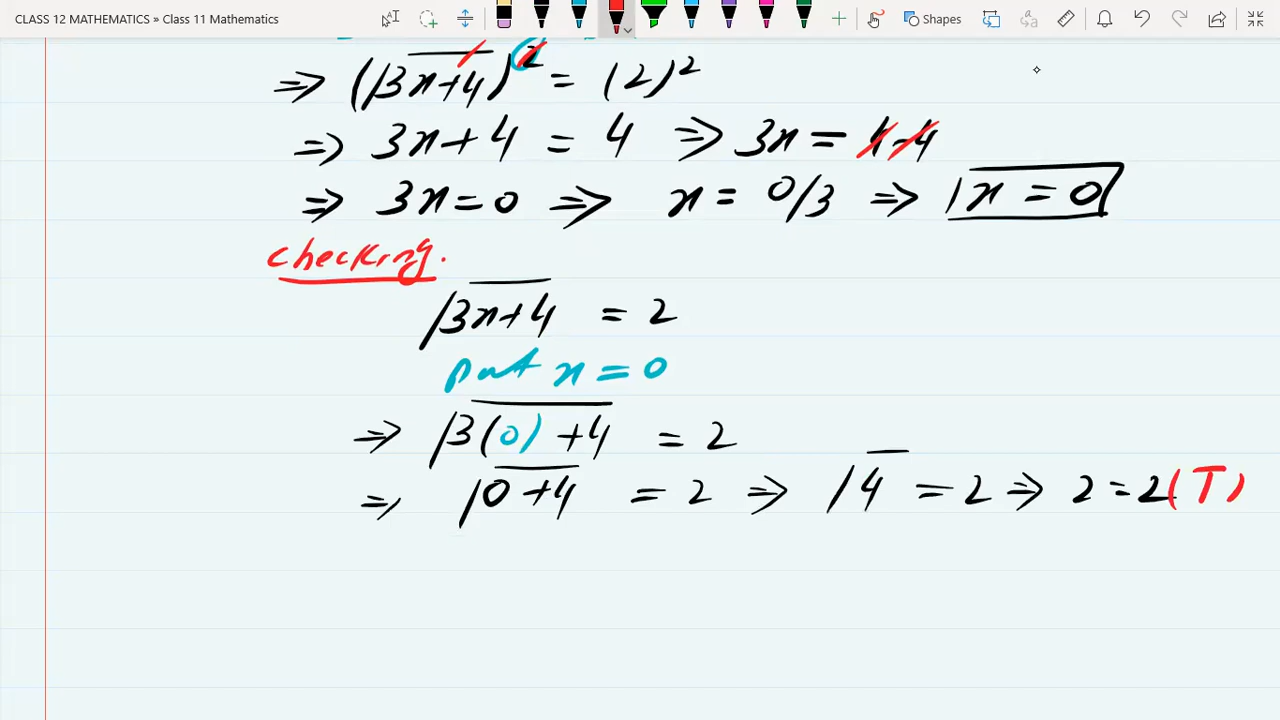 CLASS 12 MATHEMATICS » Class 11 Mathematics
Shapes
⇒ (√3x+4)² = (2)²
⇒ 3x+4 = 4 ⇒ 3x = 4-4
⇒ 3x = 0 ⇒ x = 0/3 ⇒ x = 0
checking.
√3x+4 = 2
put x = 0
⇒ √3(0)+4 = 2
⇒ √0+4 = 2 ⇒ √4 = 2 ⇒ 2 = 2 (T)